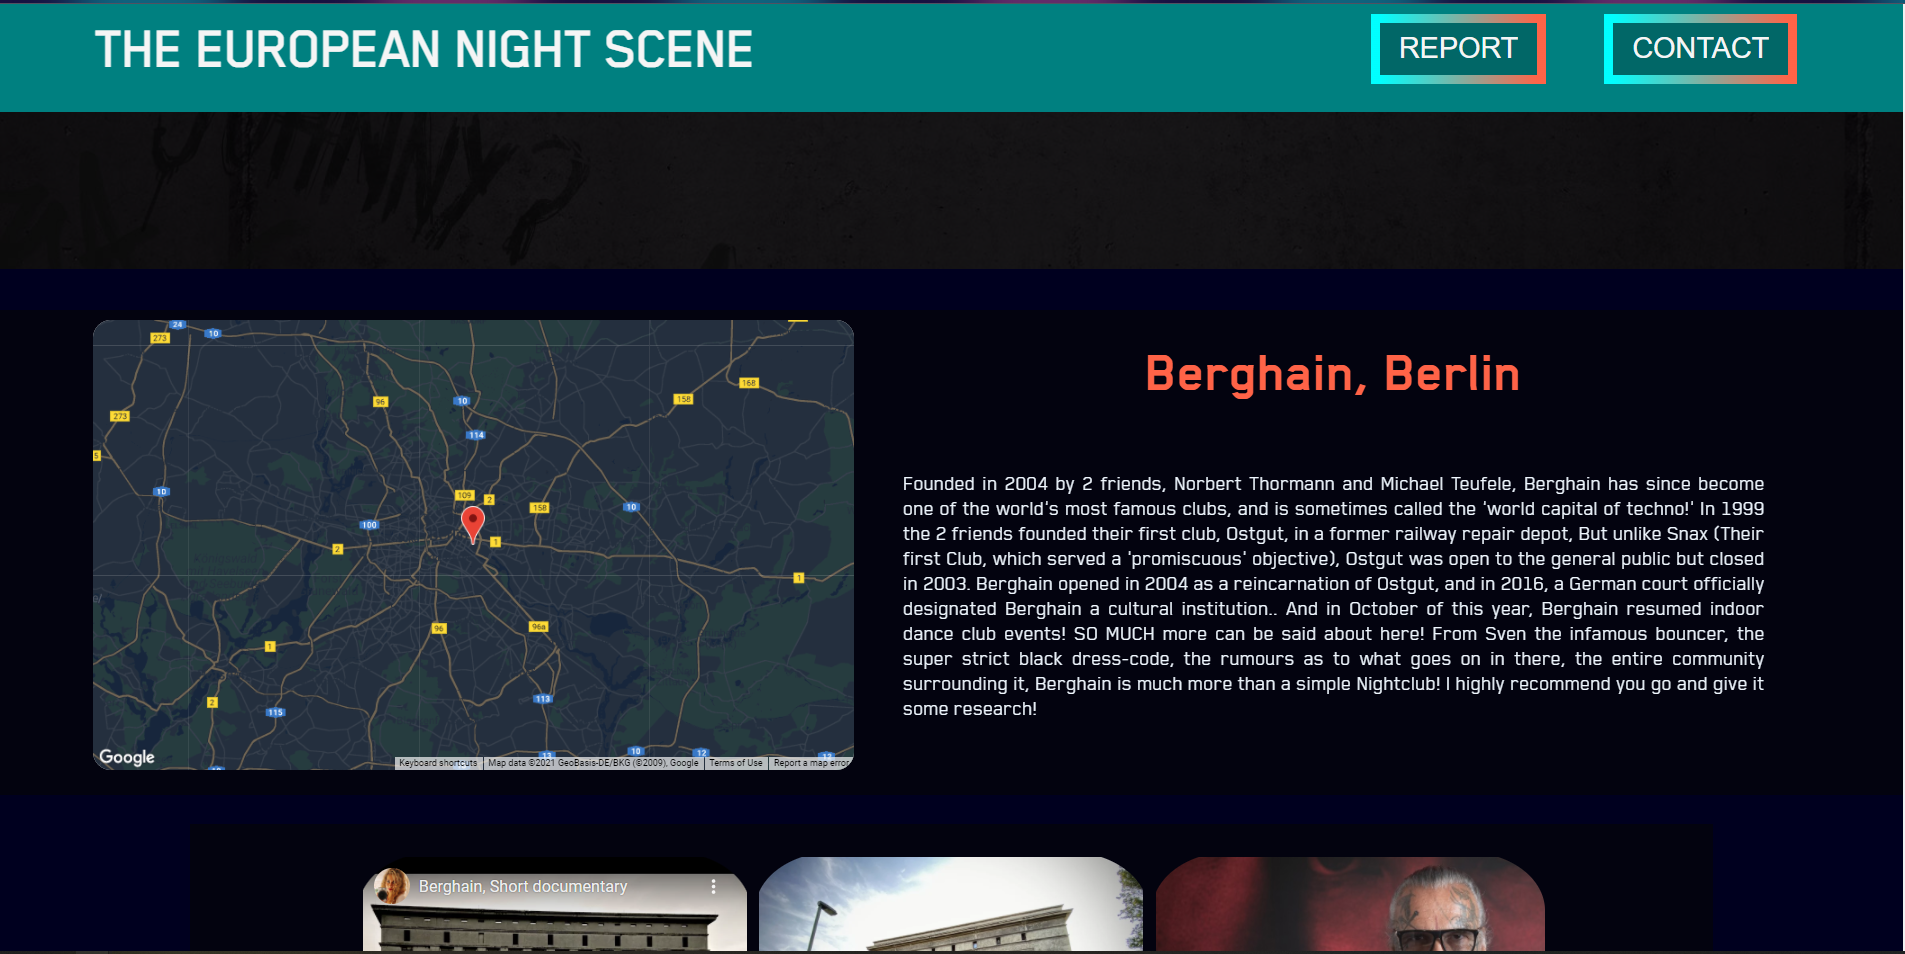 THE EUROPEAN NIGHT SCENE
REPORT
CONTACT
JOHNNY?
24
10
273
168
96
10
158
273
114
5
10
109
2
10
158
100
1
2
1
96
96a
1
2
113
115
10
12
13
13
10
Google
Keyboard shortcuts
Map data ©2021 GeoBasis-DE/BKG (©2009), Google
Terms of Use
Report a map error
Berghain, Berlin
Founded in 2004 by 2 friends, Norbert Thormann and Michael Teufele, Berghain has since become
one of the world's most famous clubs, and is sometimes called the 'world capital of techno!' In 1999
the 2 friends founded their first club, Ostgut, in a former railway repair depot, But unlike Snax (Their
first Club, which served a 'promiscuous' objective), Ostgut was open to the general public but closed
in 2003. Berghain opened in 2004 as a reincarnation of Ostgut, and in 2016, a German court officially
designated Berghain a cultural institution.. And in October of this year, Berghain resumed indoor
dance club events! SO MUCH more can be said about here! From Sven the infamous bouncer, the
super strict black dress-code, the rumours as to what goes on in there, the entire community
surrounding it, Berghain is much more than a simple Nightclub! I highly recommend you go and give it
some research!
Berghain, Short documentary